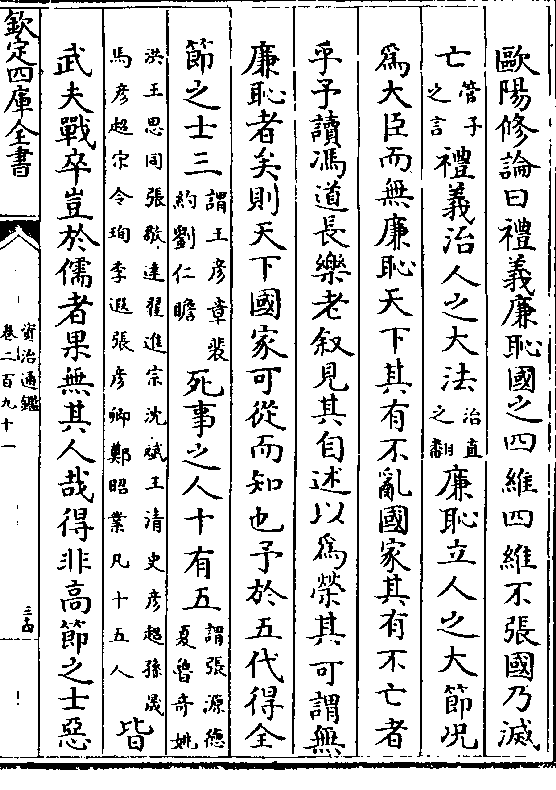 歐陽修論曰禮義廉恥國之四維四維不張國乃滅
亡管子之言禮義治人之大法治直之翻廉恥立人之大節况
爲大臣而無廉恥天下其有不亂國家其有不亡者
乎予讀馮道長樂老叙見其自述以爲榮其可謂無
廉恥者矣則天下國家可從而知也予於五代得全
節之士三謂王彦章裴約劉仁瞻死事之人十有五謂張源德夏魯奇姚
洪王思同張敬達翟進宗沈斌王清史彦超孫晟馬彦超宋令珣李遐張彦卿鄭昭業凡十五人皆
武夫戰卒豈於儒者果無其人哉得非高節之士惡
欽定四庫全書
資治通鑑
卷二百九十一